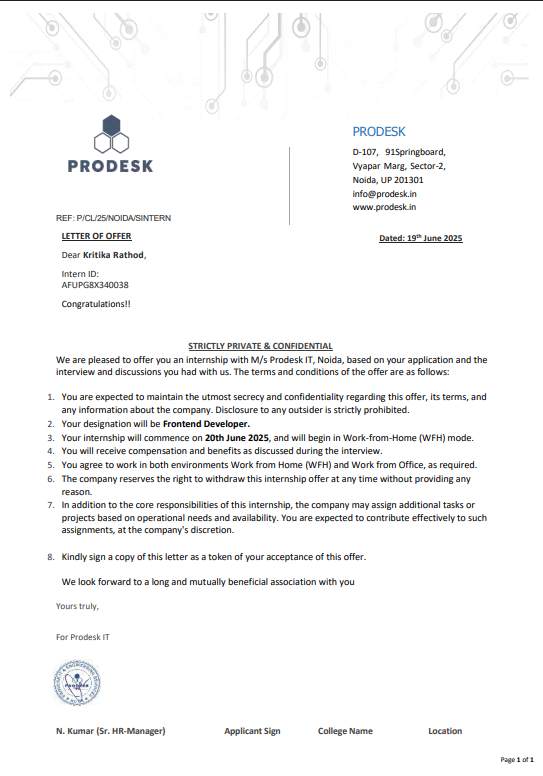 PRODESK
PRODESK
D-107, 91Springboard,
Vyapar Marg, Sector-2,
Noida, UP 201301
info@prodesk.in
www.prodesk.in
REF: P/CL/25/NOIDA/SINTERN
LETTER OF OFFER
Dated: 19th June 2025
Dear Kritika Rathod,
Intern ID:
AFUPG8X340038
Congratulations!!
STRICTLY PRIVATE & CONFIDENTIAL
We are pleased to offer you an internship with M/s Prodesk IT, Noida, based on your application and the
interview and discussions you had with us. The terms and conditions of the offer are as follows:
1. You are expected to maintain the utmost secrecy and confidentiality regarding this offer, its terms, and
any information about the company. Disclosure to any outsider is strictly prohibited.
2. Your designation will be Frontend Developer.
3. Your internship will commence on 20th June 2025, and will begin in Work-from-Home (WFH) mode.
4. You will receive compensation and benefits as discussed during the interview.
5. You agree to work in both environments Work from Home (WFH) and Work from Office, as required.
6. The company reserves the right to withdraw this internship offer at any time without providing any
reason.
7. In addition to the core responsibilities of this internship, the company may assign additional tasks or
projects based on operational needs and availability. You are expected to contribute effectively to such
assignments, at the company's discretion.
8. Kindly sign a copy of this letter as a token of your acceptance of this offer.
We look forward to a long and mutually beneficial association with you
Yours truly,
For Prodesk IT
N. Kumar (Sr. HR-Manager) Applicant Sign College Name Location
Page 1 of 1